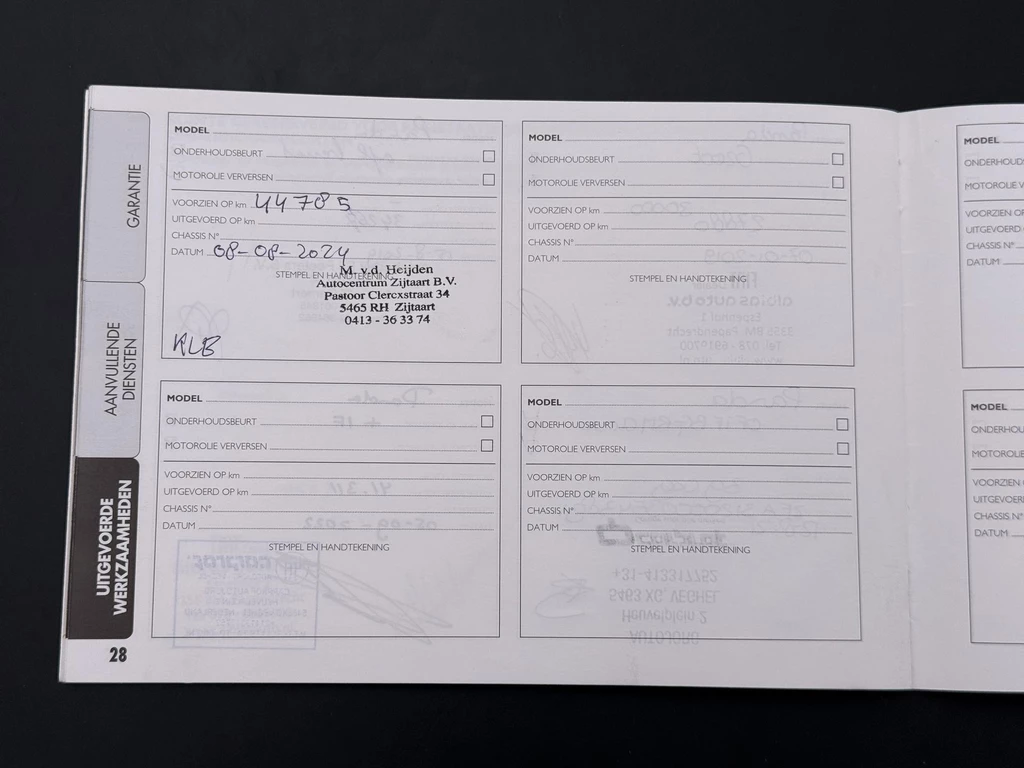 GARANTIE
AANVULLENDE
DIENSTEN
UITGEVOERDE
WERKZAAMHEDEN
28
MODEL
ONDERHOUDSBEURT
MOTOROLIE VERVERSEN
VOORZIEN OP km 44785
UITGEVOERD OP km
CHASSIS N°
DATUM 08-08-2024
STEMPEL EN HANDTEKENING
M. v.d. Heijden
Autocentrum Zijtaart B.V.
Pastoor Clercxstraat 34
5465 RH Zijtaart
0413 - 36 33 74
KLB
MODEL
ONDERHOUDSBEURT
MOTOROLIE VERVERSEN
VOORZIEN OP km
UITGEVOERD OP km
CHASSIS N°
DATUM
STEMPEL EN HANDTEKENING
MODEL
ONDERHOUDSBEURT
MOTOROLIE VERVERSEN
VOORZIEN OP km
UITGEVOERD OP km
CHASSIS N°
DATUM
STEMPEL EN HANDTEKENING
MODEL
ONDERHOUDSBEURT
MOTOROLIE VERVERSEN
VOORZIEN OP km
UITGEVOERD OP km
CHASSIS N°
DATUM
STEMPEL EN HANDTEKENING
MODEL
ONDERHOUDS
MOTOROLIE V
VOORZIEN OP
UITGEVOERD
CHASSIS N°
DATUM
MODEL
ONDERHOU
MOTOROLIE
VOORZIEN
UITGEVOERD
CHASSIS N°
DATUM